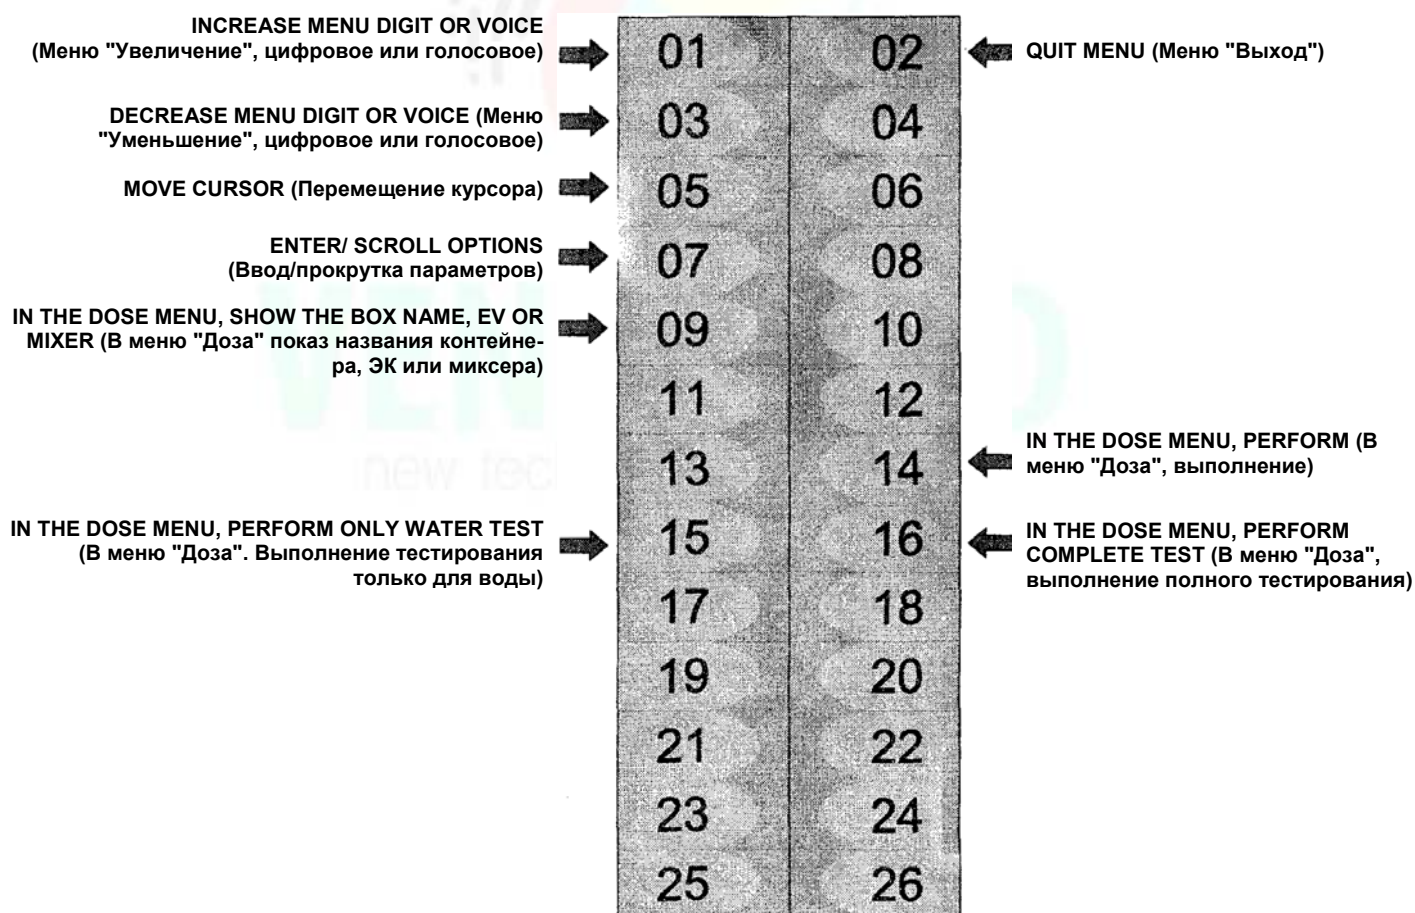 INCREASE MENU DIGIT OR VOICE
(Меню "Увеличение", цифровое или голосовое)
01
02
QUIT MENU (Меню "Выход")
DECREASE MENU DIGIT OR VOICE (Меню
"Уменьшение", цифровое или голосовое)
03
04
MOVE CURSOR (Перемещение курсора)
05
06
ENTER/ SCROLL OPTIONS
(Ввод/прокрутка параметров)
07
08
IN THE DOSE MENU, SHOW THE BOX NAME, EV OR
MIXER (В меню "Доза" показ названия контейне-
ра, ЭК или миксера)
09
10
11
12
13
14
IN THE DOSE MENU, PERFORM (В
меню "Доза", выполнение)
IN THE DOSE MENU, PERFORM ONLY WATER TEST
(В меню "Доза". Выполнение тестирования
только для воды)
15
16
IN THE DOSE MENU, PERFORM
COMPLETE TEST (В меню "Доза",
выполнение полного тестирования)
17
18
19
20
21
22
23
24
25
26
new tec